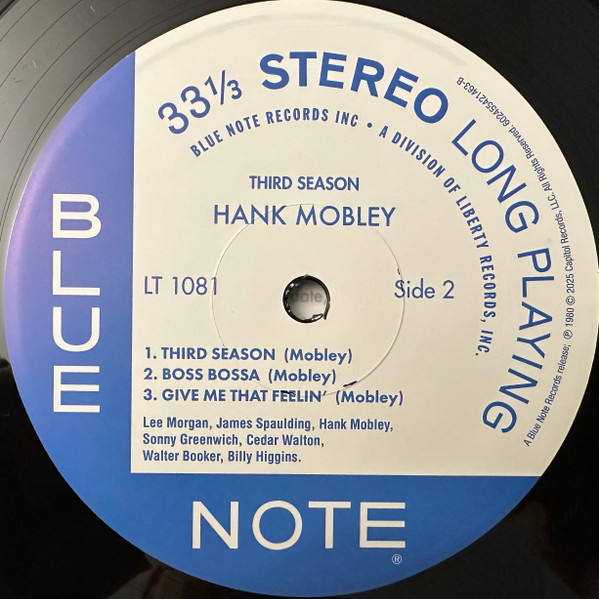 33⅓ STEREO LONG PLAYING
BLUE NOTE RECORDS INC • A DIVISION OF LIBERTY RECORDS, INC.
A Blue Note Records release; ℗ 1980 © 2025 Capitol Records, LLC. All Rights Reserved. 602455421463-B
THIRD SEASON
HANK MOBLEY
LT 1081
Side 2
1. THIRD SEASON (Mobley)
2. BOSS BOSSA (Mobley)
3. GIVE ME THAT FEELIN' (Mobley)
Lee Morgan, James Spaulding, Hank Mobley,
Sonny Greenwich, Cedar Walton,
Walter Booker, Billy Higgins.
BLUE
NOTE®